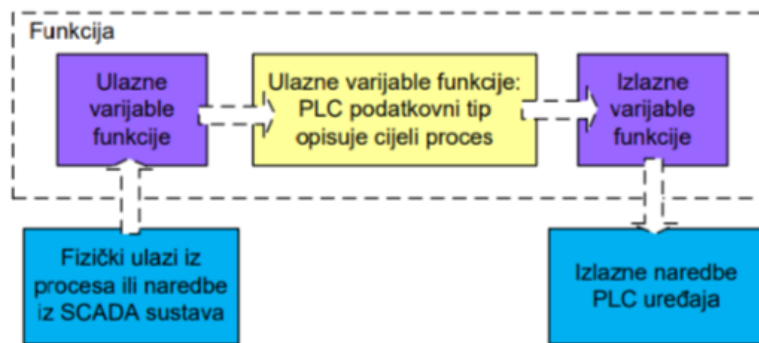 Funkcija
Ulazne
varijable
funkcije
Ulazne varijable funkcije:
PLC podatkovni tip
opisuje cijeli proces
Izlazne
varijable
funkcije
Fizički ulazi iz
procesa ili naredbe
iz SCADA sustava
Izlazne naredbe
PLC uređaja